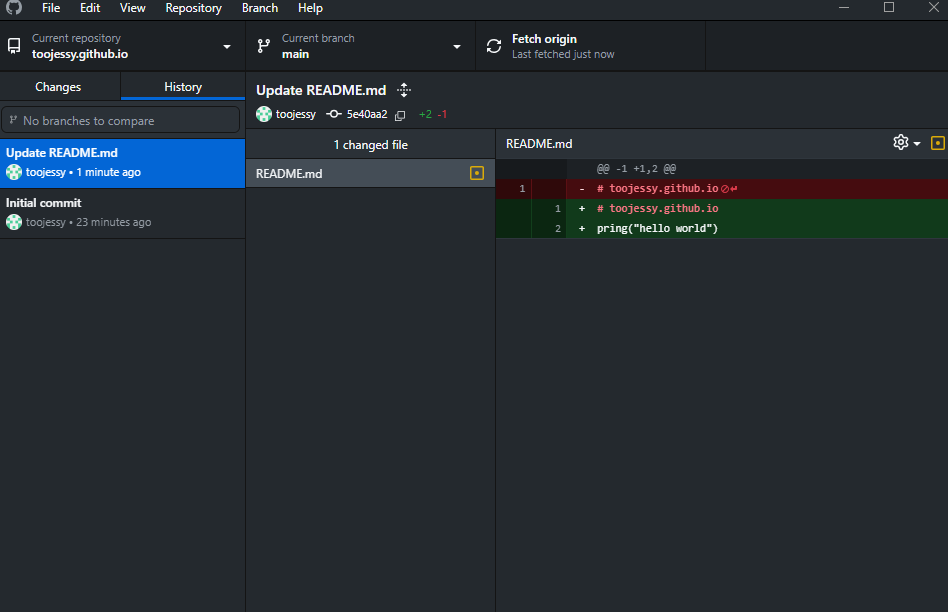 File Edit View Repository Branch Help
Current repository
toojessy.github.io
Current branch
main
Fetch origin
Last fetched just now
Changes
History
No branches to compare
Update README.md
toojessy • 1 minute ago
Initial commit
toojessy • 23 minutes ago
Update README.md
toojessy 5e40aa2 +2 -1
1 changed file
README.md
README.md
@@ -1 +1,2 @@
1 - # toojessy.github.io
1 + # toojessy.github.io
2 + pring("hello world")